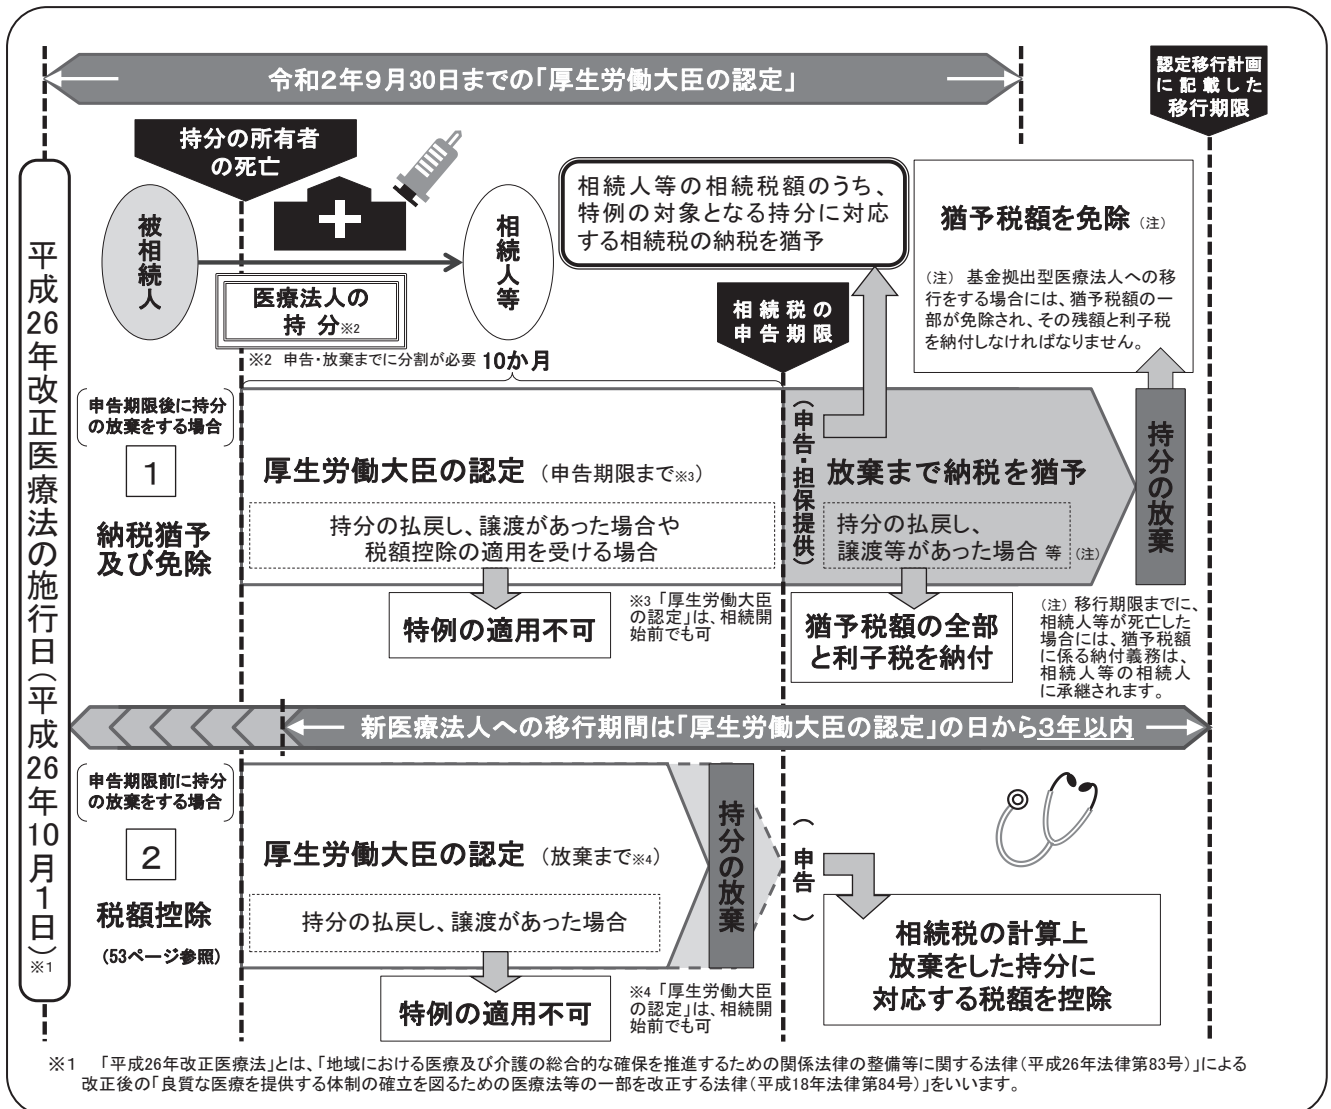 令和2年9月30日までの「厚生労働大臣の認定」
認定移行計画
に記載した
移行期限
平成26年改正医療法の施行日(平成26年10月1日)※1
持分の所有者
の死亡
被相続人
相続人等
医療法人の
持 分※2
※2 申告・放棄までに分割が必要
10か月
相続人等の相続税額のうち、
特例の対象となる持分に対応
する相続税の納税を猶予
相続税の
申告期限
猶予税額を免除 (注)
(注) 基金拠出型医療法人への移
行をする場合には、猶予税額の一
部が免除され、その残額と利子税
を納付しなければなりません。
申告期限後に持分
の放棄をする場合
1
納税猶予
及び免除
厚生労働大臣の認定 (申告期限まで※3)
持分の払戻し、譲渡があった場合や
税額控除の適用を受ける場合
特例の適用不可
※3 「厚生労働大臣
の認定」は、相続開
始前でも可
(申告・担保提供)
放棄まで納税を猶予
持分の払戻し、
譲渡等があった場合 等 (注)
猶予税額の全部
と利子税を納付
持分の放棄
(注) 移行期限までに、
相続人等が死亡した
場合には、猶予税額
に係る納付義務は、
相続人等の相続人
に承継されます。
新医療法人への移行期間は「厚生労働大臣の認定」の日から3年以内
申告期限前に持分
の放棄をする場合
2
税額控除
(53ページ参照)
厚生労働大臣の認定 (放棄まで※4)
持分の払戻し、譲渡があった場合
特例の適用不可
※4 「厚生労働大臣
の認定」は、相続開
始前でも可
持分の放棄
(申告)
相続税の計算上
放棄をした持分に
対応する税額を控除
※1 「平成26年改正医療法」とは、「地域における医療及び介護の総合的な確保を推進するための関係法律の整備等に関する法律(平成26年法律第83号)」による
改正後の「良質な医療を提供する体制の確立を図るための医療法等の一部を改正する法律(平成18年法律第84号)」をいいます。